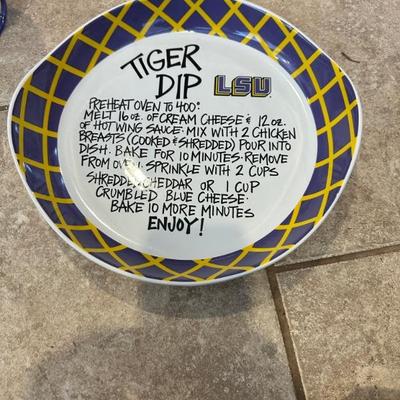 TIGER
DIP LSU
PREHEAT OVEN TO 400°
MELT 16 OZ. OF CREAM CHEESE & 12 OZ.
OF HOT WING SAUCE. MIX WITH 2 CHICKEN
BREASTS (COOKED & SHREDDED) POUR INTO
DISH. BAKE FOR 10 MINUTES. REMOVE
FROM OVEN. SPRINKLE WITH 2 CUPS
SHREDDED CHEDDAR OR 1 CUP
CRUMBLED BLUE CHEESE.
BAKE 10 MORE MINUTES
ENJOY!